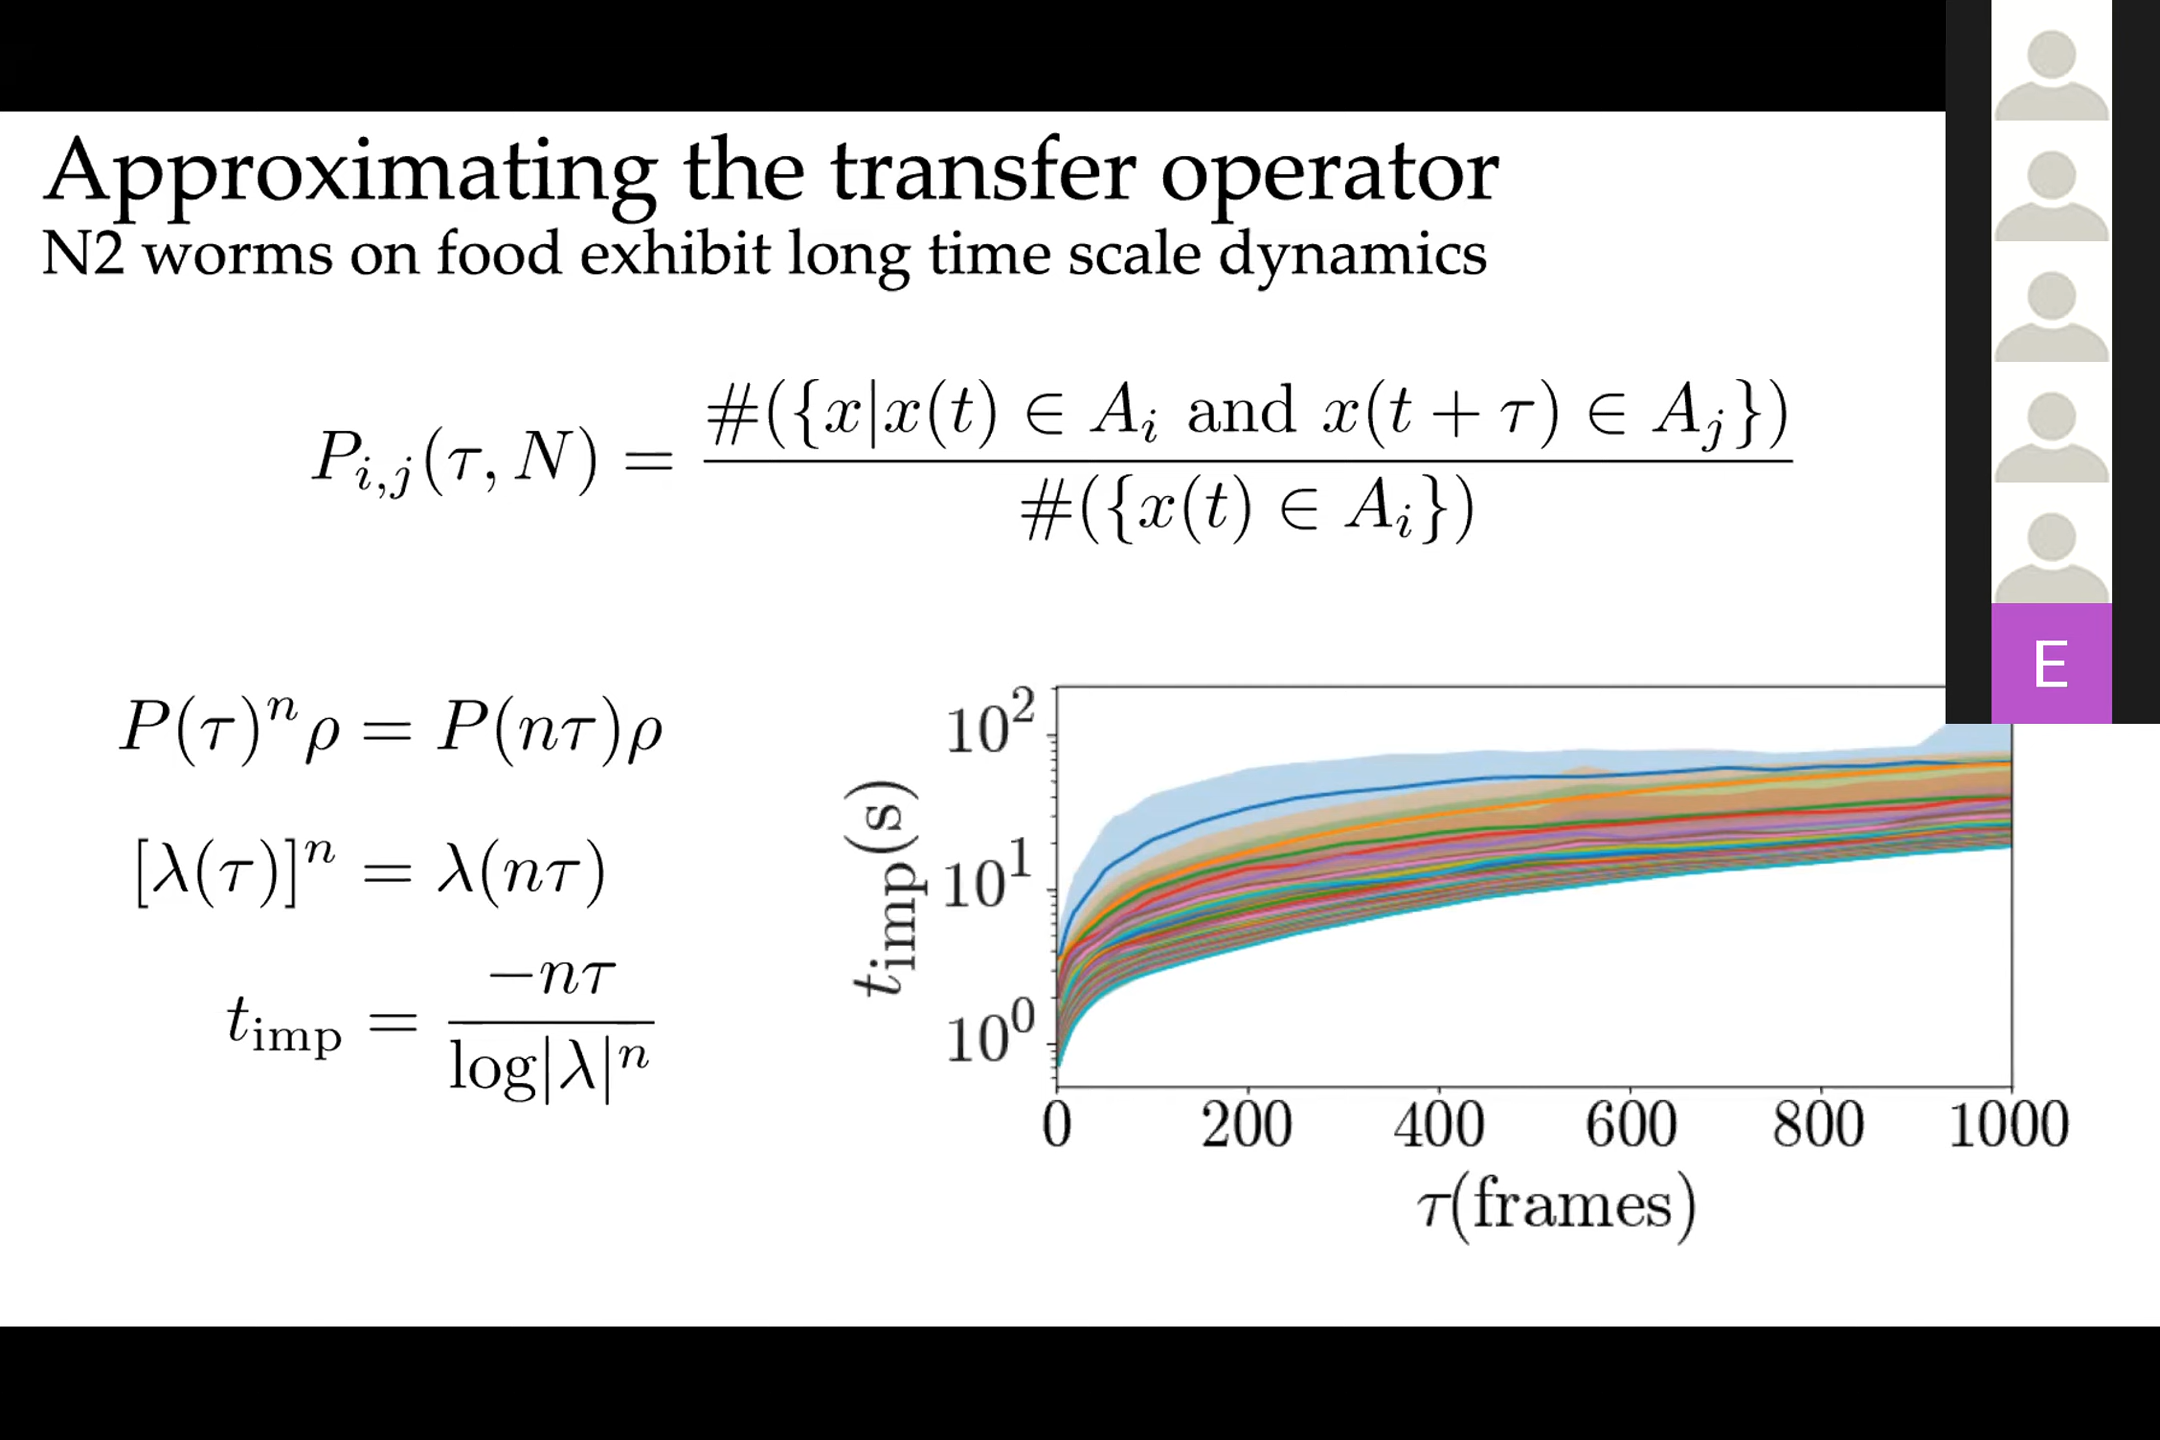 Approximating the transfer operator
N2 worms on food exhibit long time scale dynamics
P_{i,j}(τ, N) = #({x|x(t) ∈ A_i and x(t + τ) ∈ A_j}) / #({x(t) ∈ A_i})
P(τ)^n ρ = P(nτ)ρ
[λ(τ)]^n = λ(nτ)
t_imp = −nτ / log|λ|^n
t_imp(s)
10^2
10^1
10^0
0 200 400 600 800 1000
τ(frames)
E